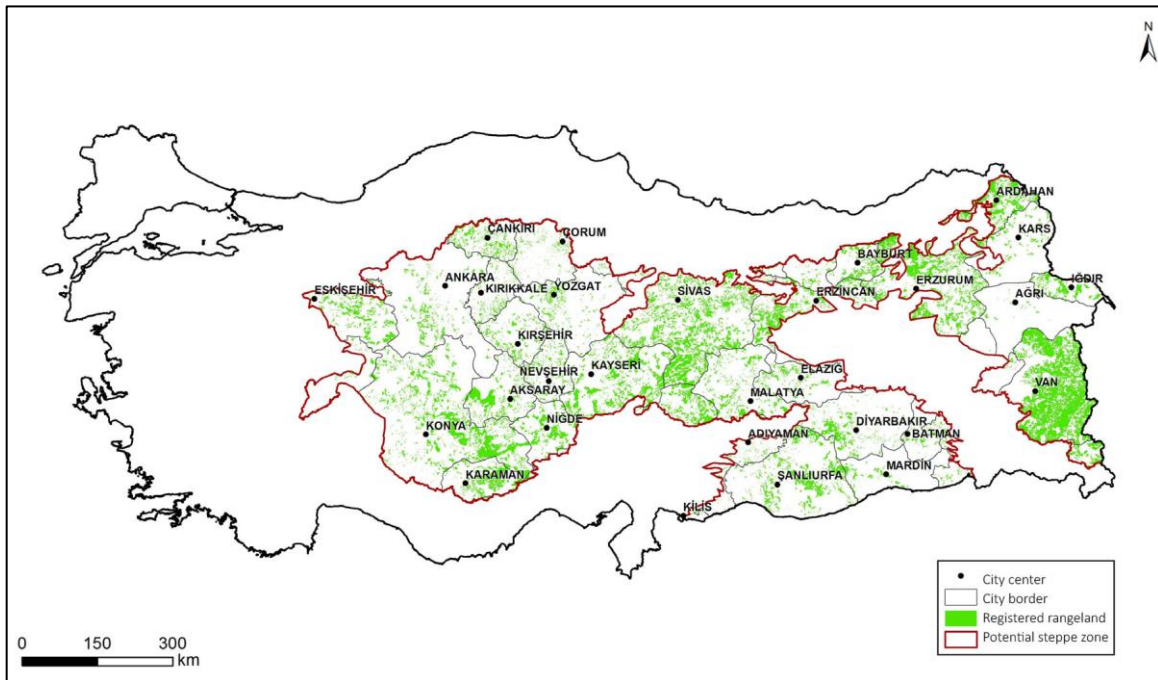 N
ARDAHAN
KARS
ÇANKIRI
ÇORUM
BAYBURT
IĞDIR
ANKARA
KIRIKKALE
YOZGAT
ESKİŞEHİR
SİVAS
ERZİNCAN
ERZURUM
AĞRI
KIRŞEHİR
NEVŞEHİR
KAYSERİ
ELAZIĞ
VAN
AKSARAY
MALATYA
KONYA
NİĞDE
ADIYAMAN
DİYARBAKIR
BATMAN
KARAMAN
ŞANLIURFA
MARDİN
KİLİS
City center
City border
Registered rangeland
Potential steppe zone
0 150 300
km